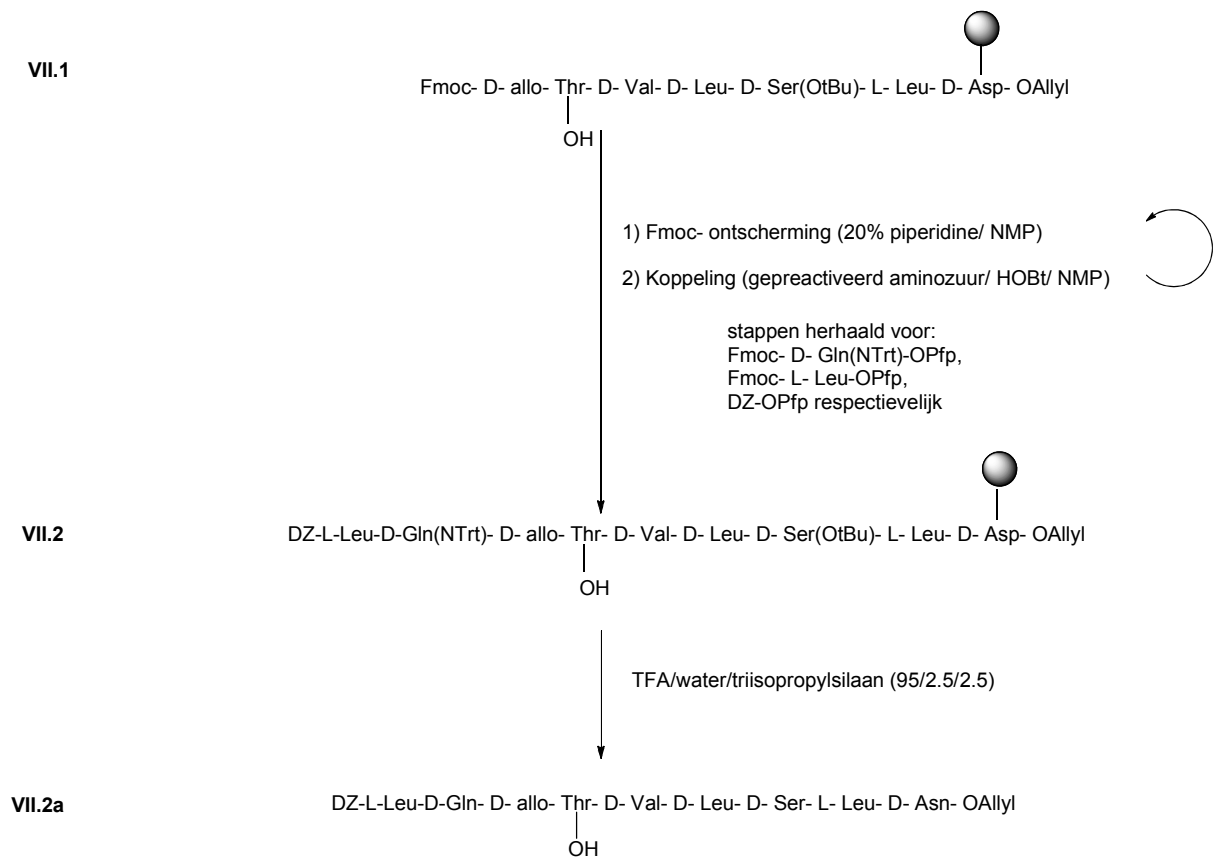 VII.1
Fmoc- D- allo- Thr- D- Val- D- Leu- D- Ser(OtBu)- L- Leu- D- Asp- OAllyl
OH
1) Fmoc- ontscherming (20% piperidine/ NMP)
2) Koppeling (gepreactiveerd aminozuur/ HOBt/ NMP)
stappen herhaald voor:
Fmoc- D- Gln(NTrt)-OPfp,
Fmoc- L- Leu-OPfp,
DZ-OPfp respectievelijk
VII.2
DZ-L-Leu-D-Gln(NTrt)- D- allo- Thr- D- Val- D- Leu- D- Ser(OtBu)- L- Leu- D- Asp- OAllyl
OH
TFA/water/triisopropylsilaan (95/2.5/2.5)
VII.2a
DZ-L-Leu-D-Gln- D- allo- Thr- D- Val- D- Leu- D- Ser- L- Leu- D- Asn- OAllyl
OH